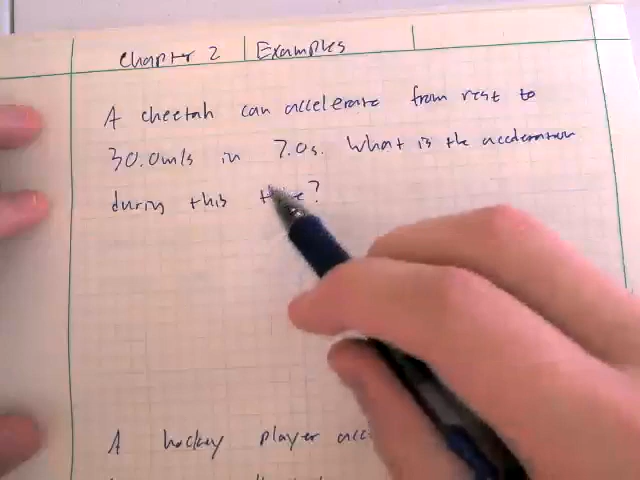 Chapter 2 Examples
A cheetah can accelerate from rest to
30.0m/s in 7.0s. What is the acceleration
during this ?
A hockey player